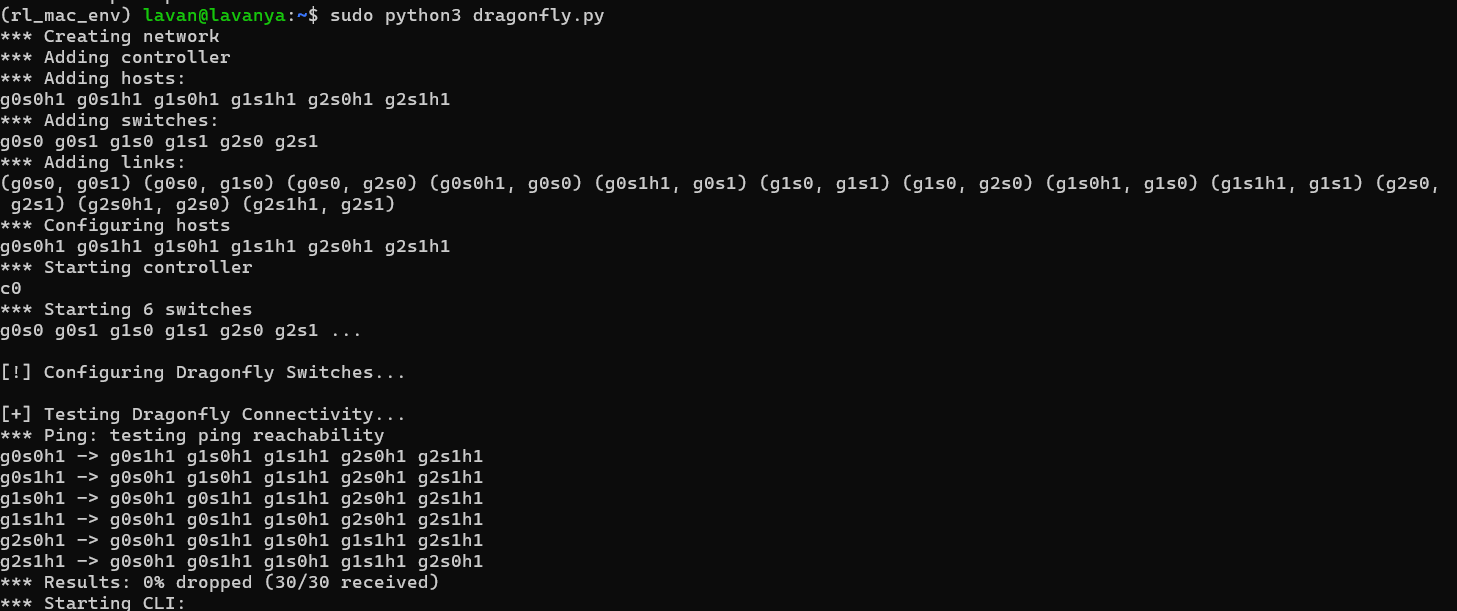 (rl_mac_env) lavan@lavanya:~$ sudo python3 dragonfly.py
*** Creating network
*** Adding controller
*** Adding hosts:
g0s0h1 g0s1h1 g1s0h1 g1s1h1 g2s0h1 g2s1h1
*** Adding switches:
g0s0 g0s1 g1s0 g1s1 g2s0 g2s1
*** Adding links:
(g0s0, g0s1) (g0s0, g1s0) (g0s0, g2s0) (g0s0h1, g0s0) (g0s1h1, g0s1) (g1s0, g1s1) (g1s0, g2s0) (g1s0h1, g1s0) (g1s1h1, g1s1) (g2s0,
 g2s1) (g2s0h1, g2s0) (g2s1h1, g2s1)
*** Configuring hosts
g0s0h1 g0s1h1 g1s0h1 g1s1h1 g2s0h1 g2s1h1
*** Starting controller
c0
*** Starting 6 switches
g0s0 g0s1 g1s0 g1s1 g2s0 g2s1 ...

[!] Configuring Dragonfly Switches...

[+] Testing Dragonfly Connectivity...
*** Ping: testing ping reachability
g0s0h1 -> g0s1h1 g1s0h1 g1s1h1 g2s0h1 g2s1h1
g0s1h1 -> g0s0h1 g1s0h1 g1s1h1 g2s0h1 g2s1h1
g1s0h1 -> g0s0h1 g0s1h1 g1s1h1 g2s0h1 g2s1h1
g1s1h1 -> g0s0h1 g0s1h1 g1s0h1 g2s0h1 g2s1h1
g2s0h1 -> g0s0h1 g0s1h1 g1s0h1 g1s1h1 g2s1h1
g2s1h1 -> g0s0h1 g0s1h1 g1s0h1 g1s1h1 g2s0h1
*** Results: 0% dropped (30/30 received)
*** Starting CLI: